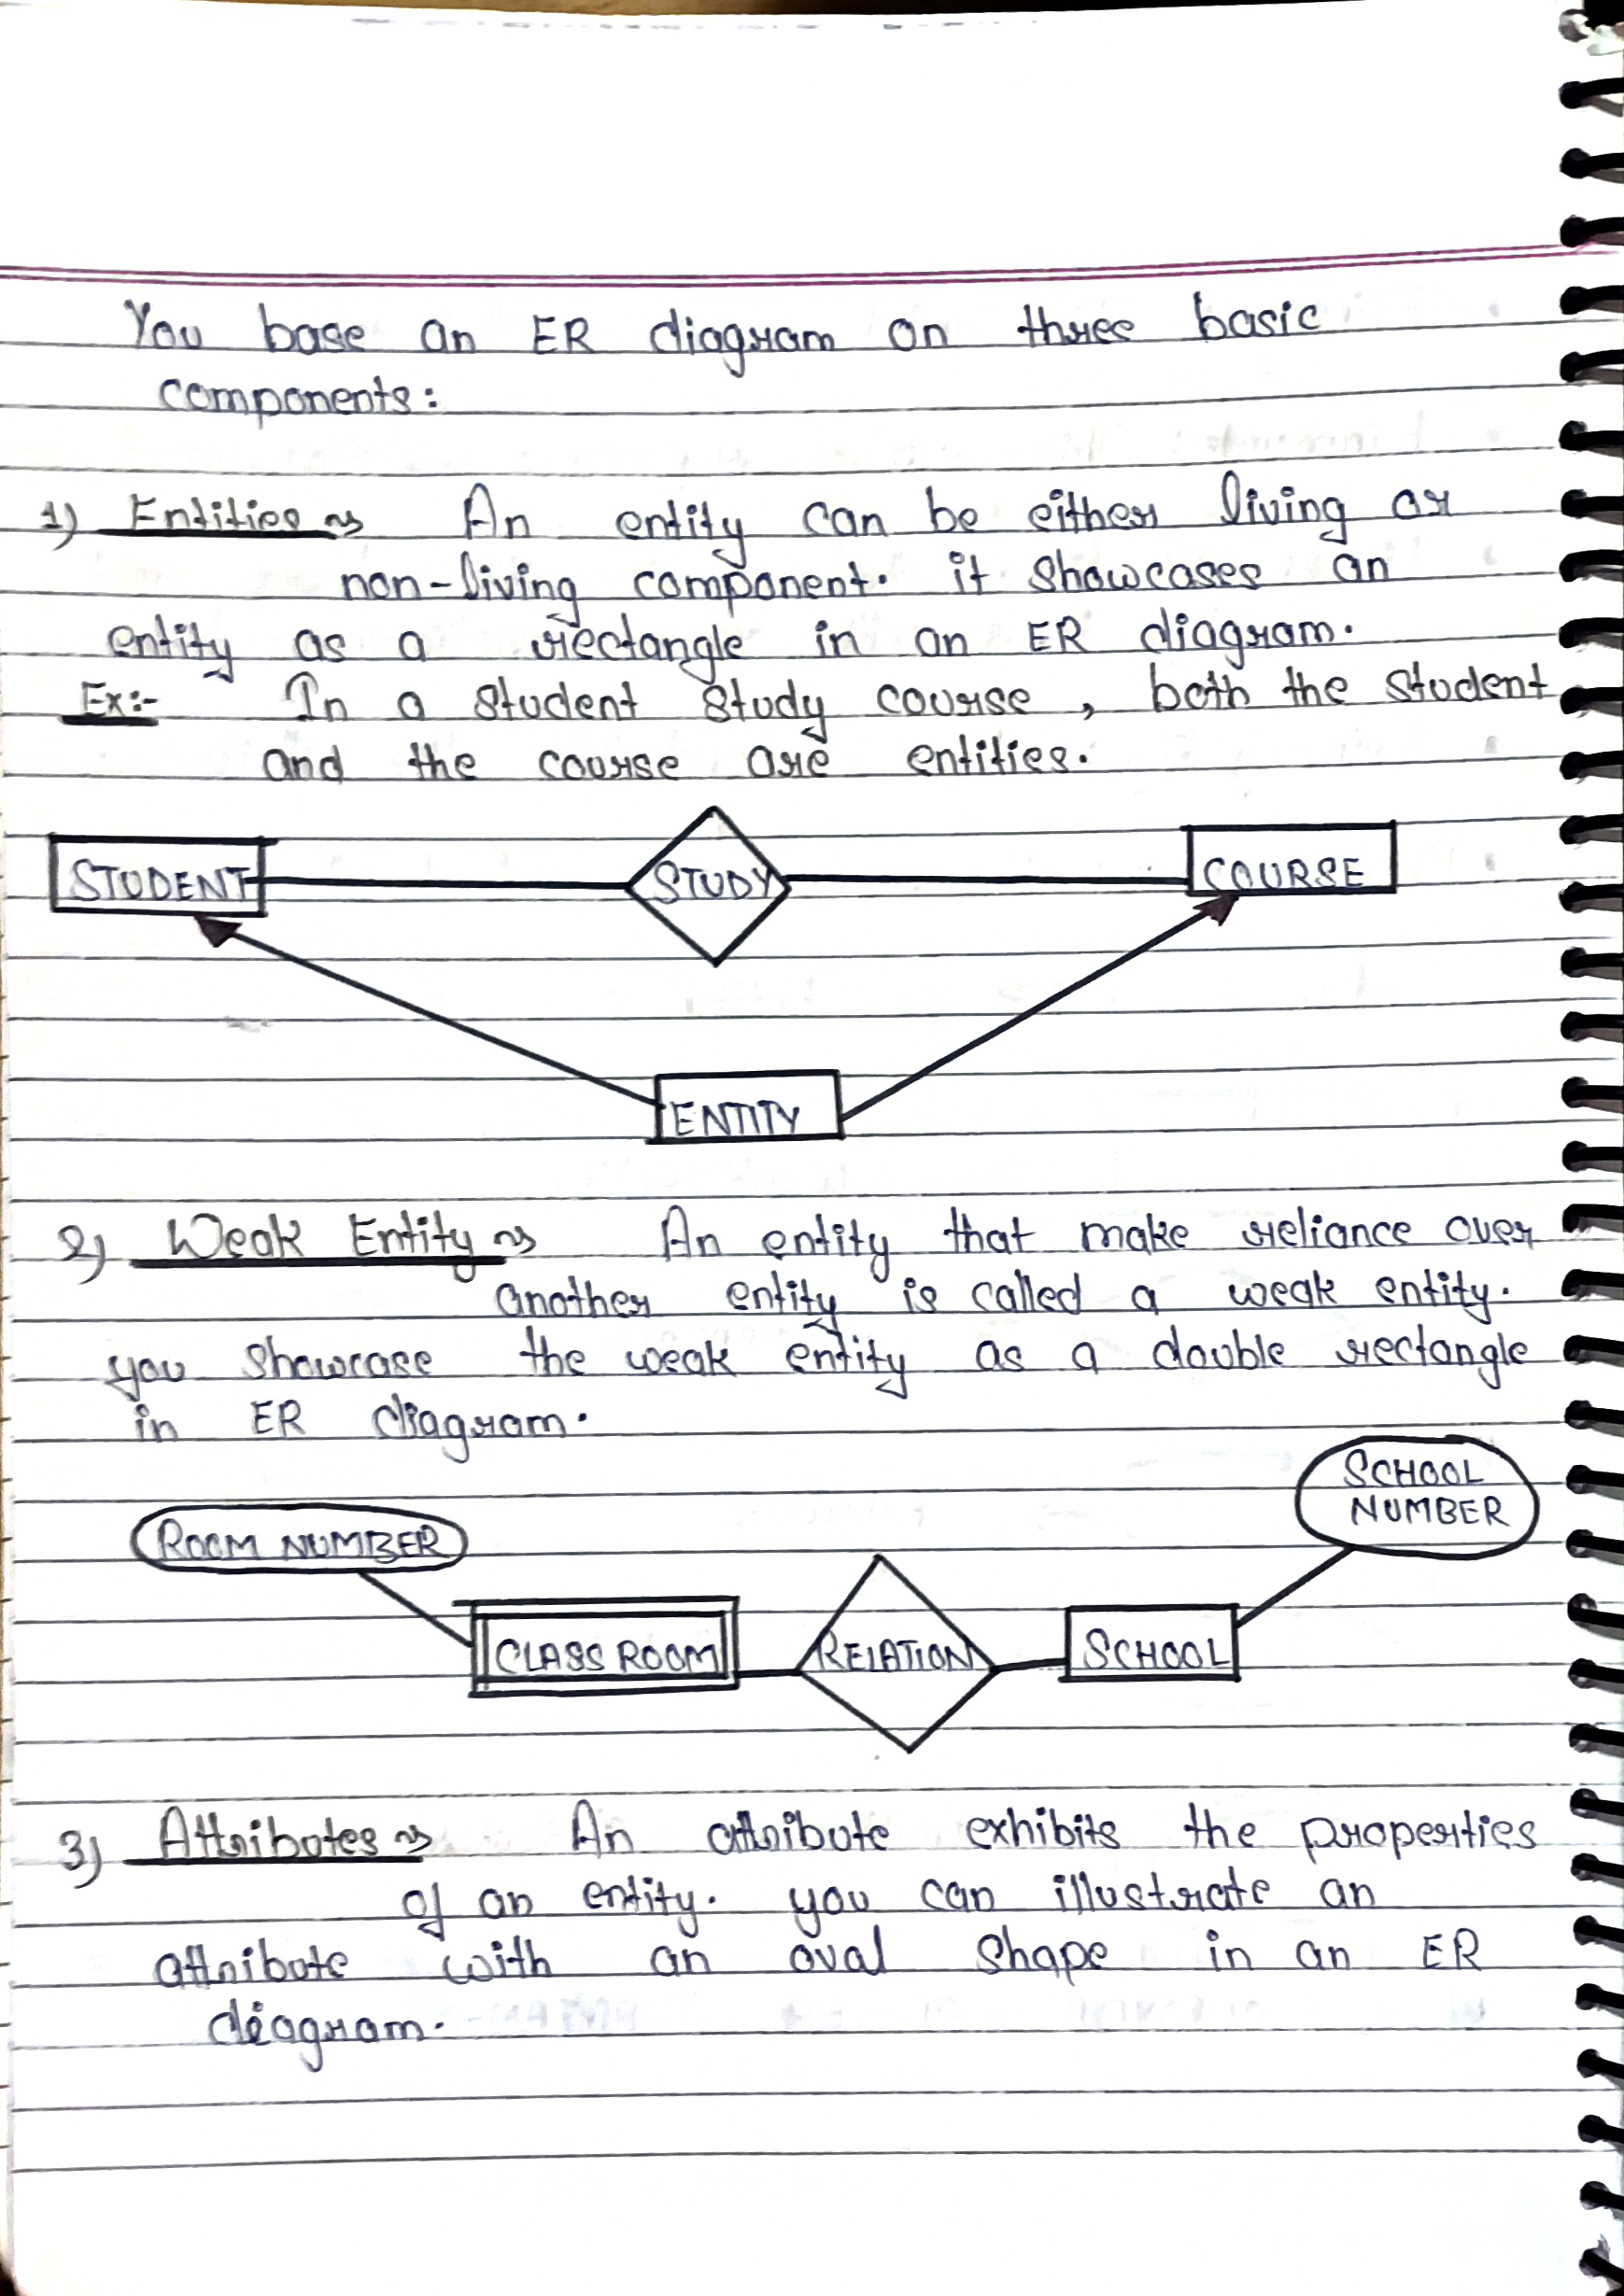 You base an ER diagram on three basic
components:
1) Entities ~> An entity can be either living or
non-living component. it showcases an
entity as a rectangle in an ER diagram.
Ex:- In a student study course, both the student
and the course are entities.
STUDENT STUDY COURSE
ENTITY
2) Weak Entity ~> An entity that make reliance over
another entity is called a weak entity.
you showcase the weak entity as a double rectangle
in ER diagram.
SCHOOL
NUMBER
ROOM NUMBER
CLASS ROOM RELATION SCHOOL
3) Attributes ~> An attribute exhibits the properties
of an entity. you can illustrate an
attribute with an oval shape in an ER
diagram.